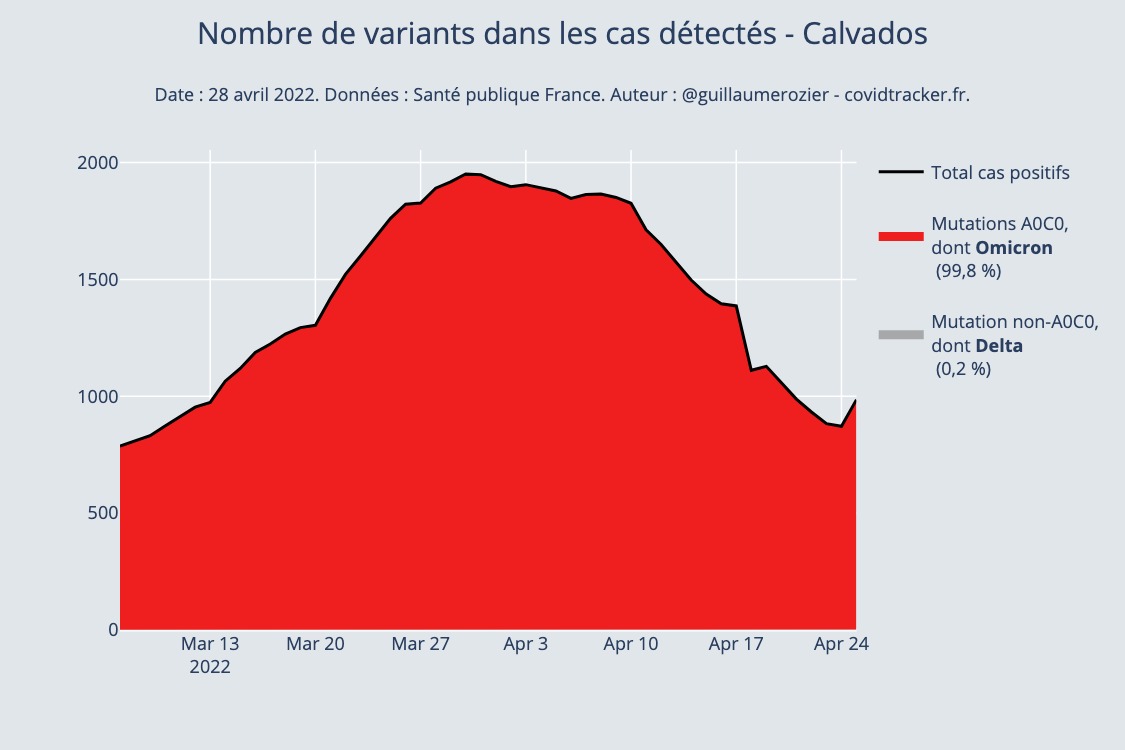 Nombre de variants dans les cas détectés - Calvados
Date : 28 avril 2022. Données : Santé publique France. Auteur : @guillaumerozier - covidtracker.fr.
2000
1500
1000
500
0
Mar 13
2022
Mar 20
Mar 27
Apr 3
Apr 10
Apr 17
Apr 24
Total cas positifs
Mutations A0C0,
dont Omicron
(99,8 %)
Mutation non-A0C0,
dont Delta
(0,2 %)